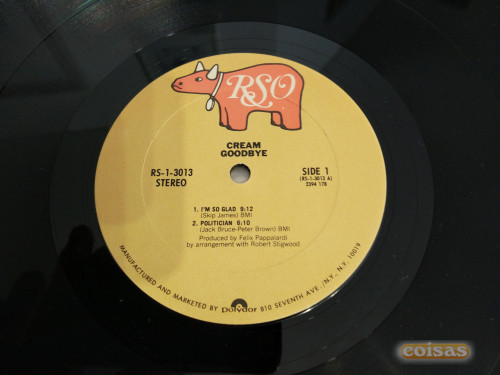 RSO
CREAM
GOODBYE
RS-1-3013
STEREO
SIDE 1
(RS-1-3013 A)
2394 178
1. I'M SO GLAD 9:12
(Skip James) BMI
2. POLITICIAN 6:10
(Jack Bruce-Peter Brown) BMI
Produced by Felix Pappalardi
by arrangement with Robert Stigwood
MANUFACTURED AND MARKETED BY Polydor 810 SEVENTH AVE., N.Y., N.Y. 10019
coisas